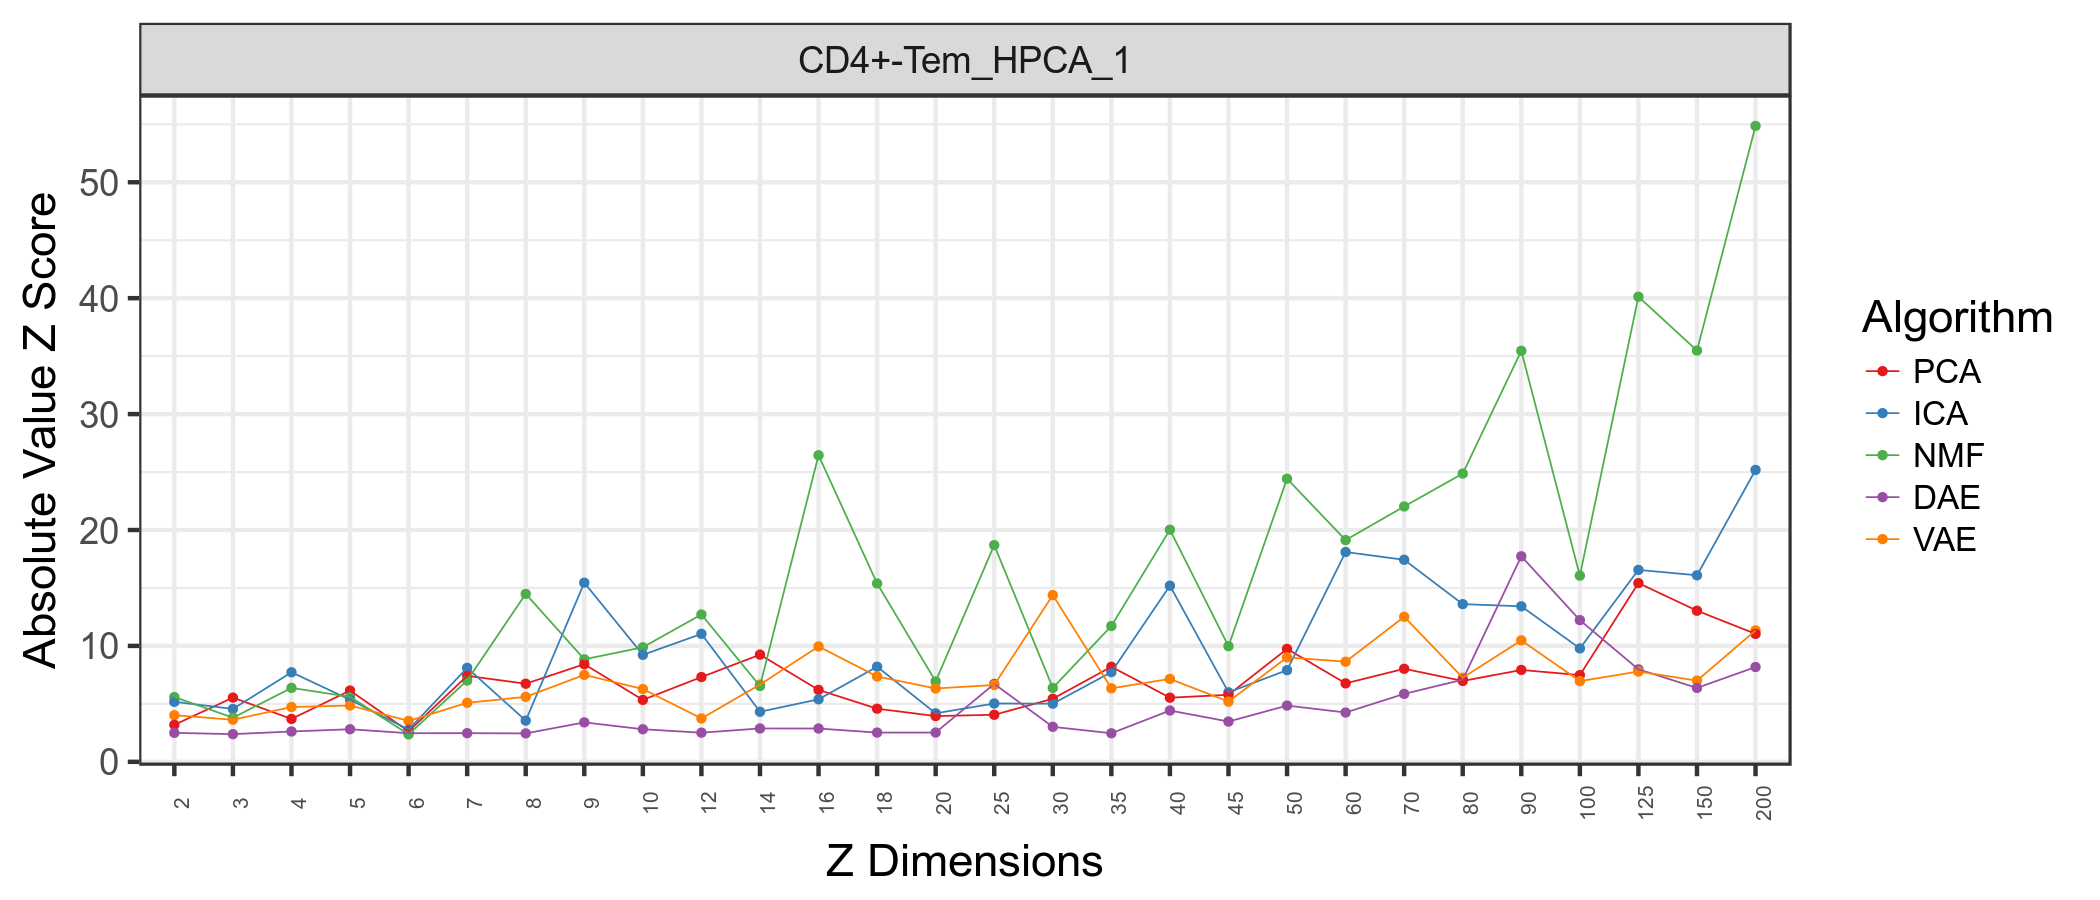 CD4+-Tem_HPCA_1
Absolute Value Z Score
50
40
30
20
10
0
2 3 4 5 6 7 8 9 10 12 14 16 18 20 25 30 35 40 45 50 60 70 80 90 100 125 150 200
Z Dimensions
Algorithm
PCA
ICA
NMF
DAE
VAE